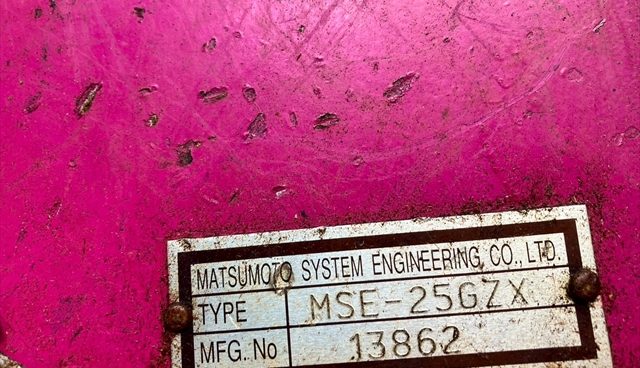 MATSUMOTO SYSTEM ENGINEERING CO., LTD.
TYPE MSE-25GZX
MFG. No 13862